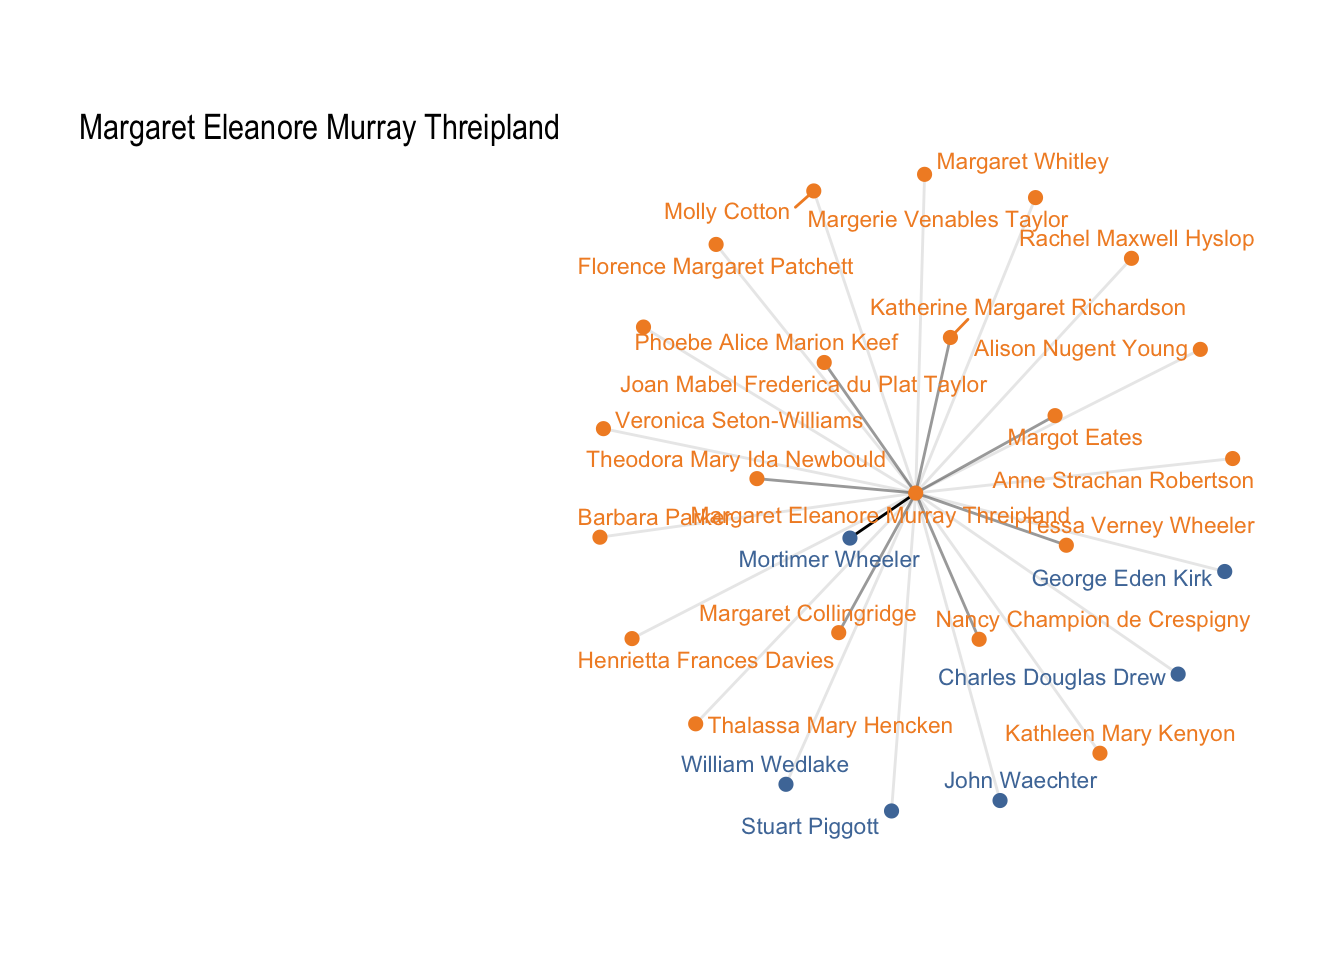 Margaret Eleanore Murray Threipland
Margaret Whitley
Molly Cotton
Margerie Venables Taylor
Rachel Maxwell Hyslop
Florence Margaret Patchett
Katherine Margaret Richardson
Phoebe Alice Marion Keef
Alison Nugent Young
Joan Mabel Frederica du Plat Taylor
Veronica Seton-Williams
Margot Eates
Theodora Mary Ida Newbould
Anne Strachan Robertson
Barbara Parker
Margaret Eleanore Murray Threipland
Tessa Verney Wheeler
Mortimer Wheeler
George Eden Kirk
Margaret Collingridge
Nancy Champion de Crespigny
Henrietta Frances Davies
Charles Douglas Drew
Thalassa Mary Hencken
Kathleen Mary Kenyon
William Wedlake
John Waechter
Stuart Piggott